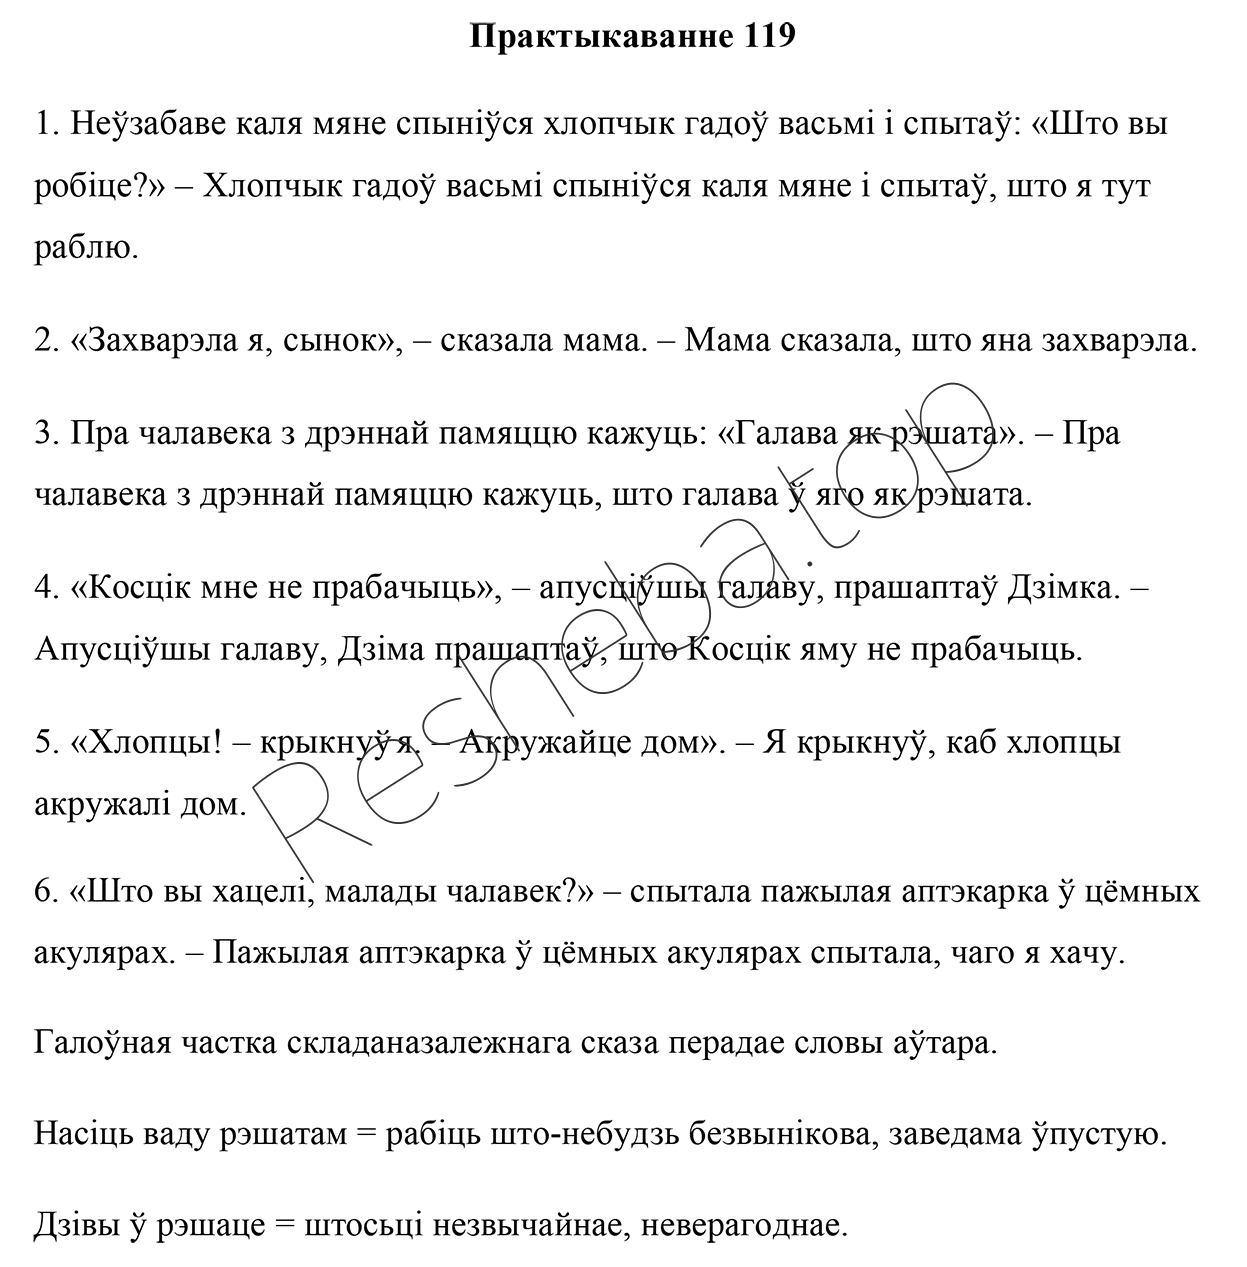 Практыкаванне 119
1. Неўзабаве каля мяне спыніўся хлопчык гадоў васьмі і спытаў: «Што вы
робіце?» – Хлопчык гадоў васьмі спыніўся каля мяне і спытаў, што я тут
раблю.
2. «Захварэла я, сынок», – сказала мама. – Мама сказала, што яна захварэла.
3. Пра чалавека з дрэннай памяццю кажуць: «Галава як рэшата». – Пра
чалавека з дрэннай памяццю кажуць, што галава ў яго як рэшата.
4. «Косцік мне не прабачыць», – апусціўшы галаву, прашаптаў Дзімка. –
Апусціўшы галаву, Дзіма прашаптаў, што Косцік яму не прабачыць.
5. «Хлопцы! – крыкнуў я. – Акружайце дом». – Я крыкнуў, каб хлопцы
акружалі дом.
6. «Што вы хацелі, малады чалавек?» – спытала пажылая аптэкарка ў цёмных
акулярах. – Пажылая аптэкарка ў цёмных акулярах спытала, чаго я хачу.
Галоўная частка складаназалежнага сказа перадае словы аўтара.
Насіць ваду рэшатам = рабіць што-небудзь безвынікова, заведама ўпустую.
Дзівы ў рэшаце = штосьці незвычайнае, неверагоднае.
Resheba.top